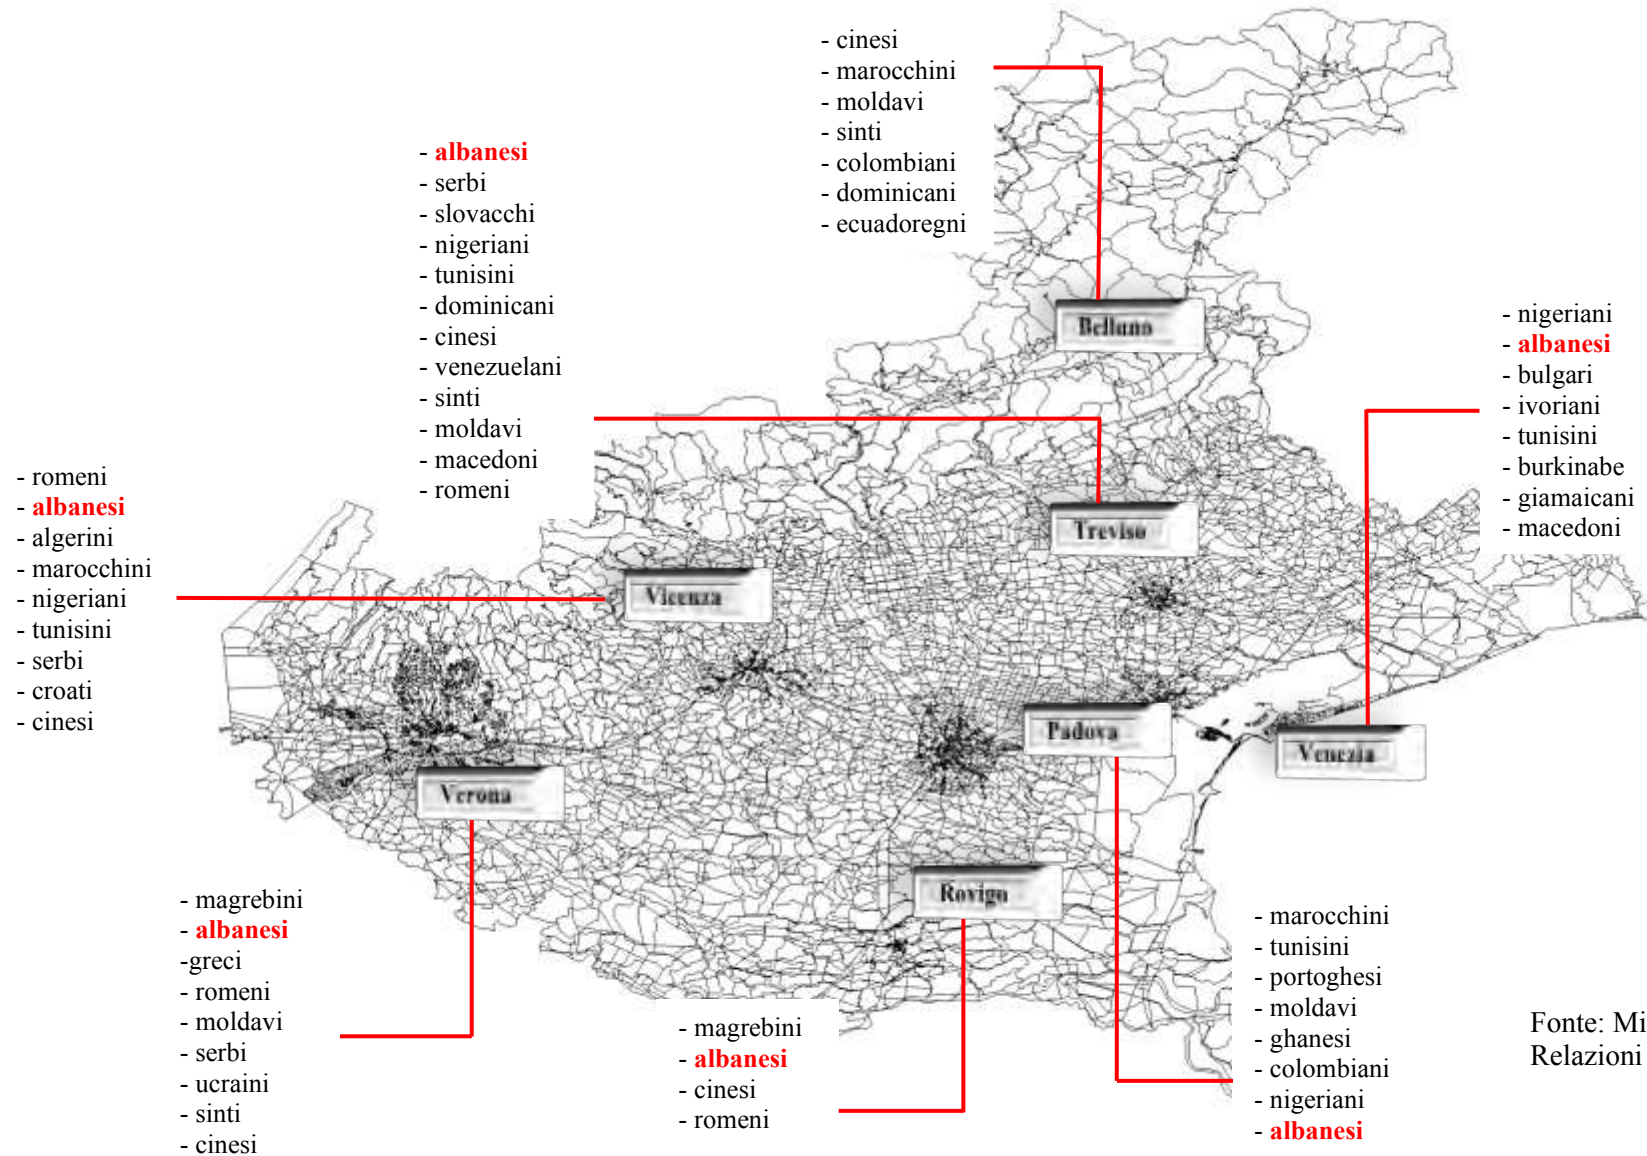 - cinesi
- marocchini
- moldavi
- sinti
- colombiani
- dominicani
- ecuadoregni
- albanesi
- serbi
- slovacchi
- nigeriani
- tunisini
- dominicani
- cinesi
- venezuelani
- sinti
- moldavi
- macedoni
- romeni
Belluno
- nigeriani
- albanesi
- bulgari
- ivoriani
- tunisini
- burkinabe
- giamaicani
- macedoni
- romeni
- albanesi
- algerini
- marocchini
- nigeriani
- tunisini
- serbi
- croati
- cinesi
Treviso
Vicenza
Padova
Venezia
Verona
Rovigo
- magrebini
- albanesi
-greci
- romeni
- moldavi
- serbi
- ucraini
- sinti
- cinesi
- magrebini
- albanesi
- cinesi
- romeni
- marocchini
- tunisini
- portoghesi
- moldavi
- ghanesi
- colombiani
- nigeriani
- albanesi
Fonte: Mi
Relazioni